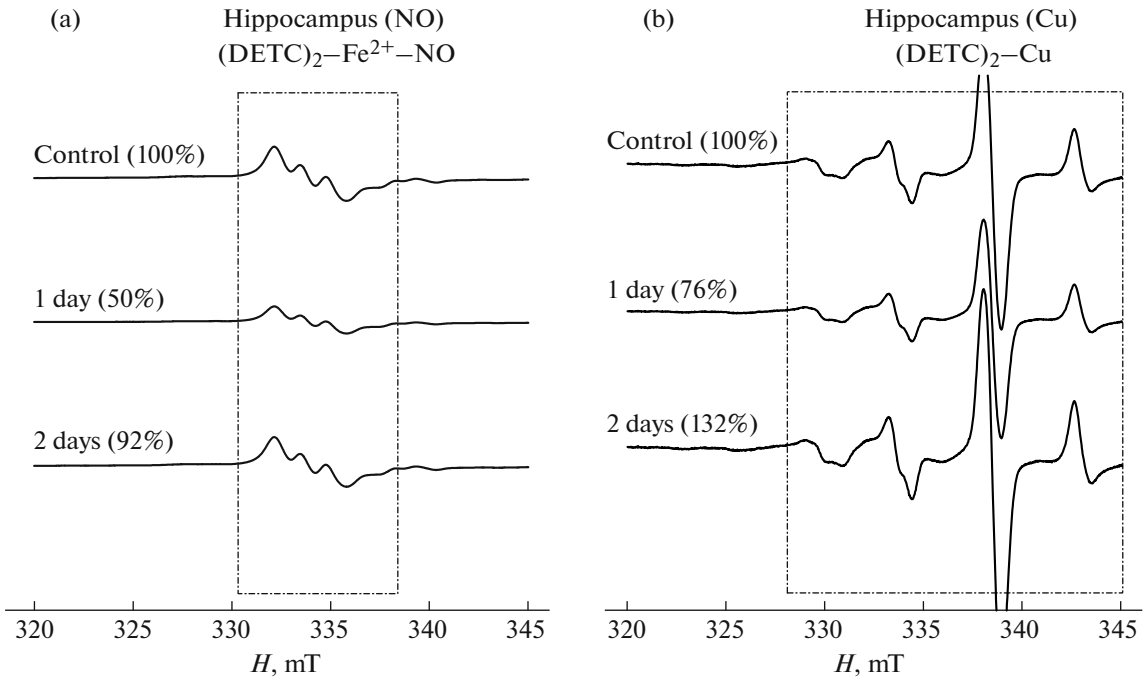 (a)
Hippocampus (NO)
(DETC)₂–Fe²⁺–NO
Control (100%)
1 day (50%)
2 days (92%)
320 325 330 335 340 345
H, mT
(b)
Hippocampus (Cu)
(DETC)₂–Cu
Control (100%)
1 day (76%)
2 days (132%)
320 330 335 340 345
H, mT